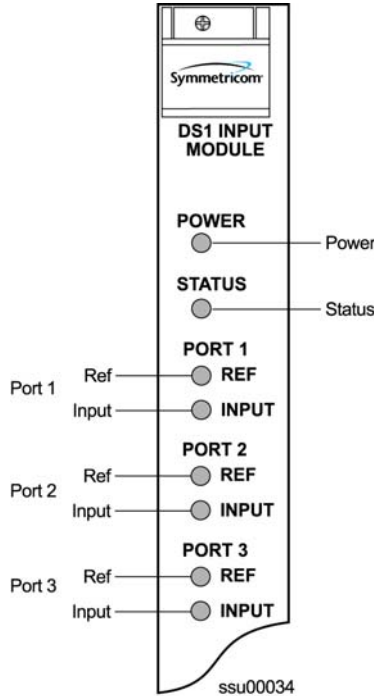 Symmetricom
DS1 INPUT
MODULE
POWER
Power
STATUS
Status
PORT 1
Port 1
Ref
REF
Input
INPUT
PORT 2
Port 2
Ref
REF
Input
INPUT
PORT 3
Port 3
Ref
REF
Input
INPUT
ssu00034